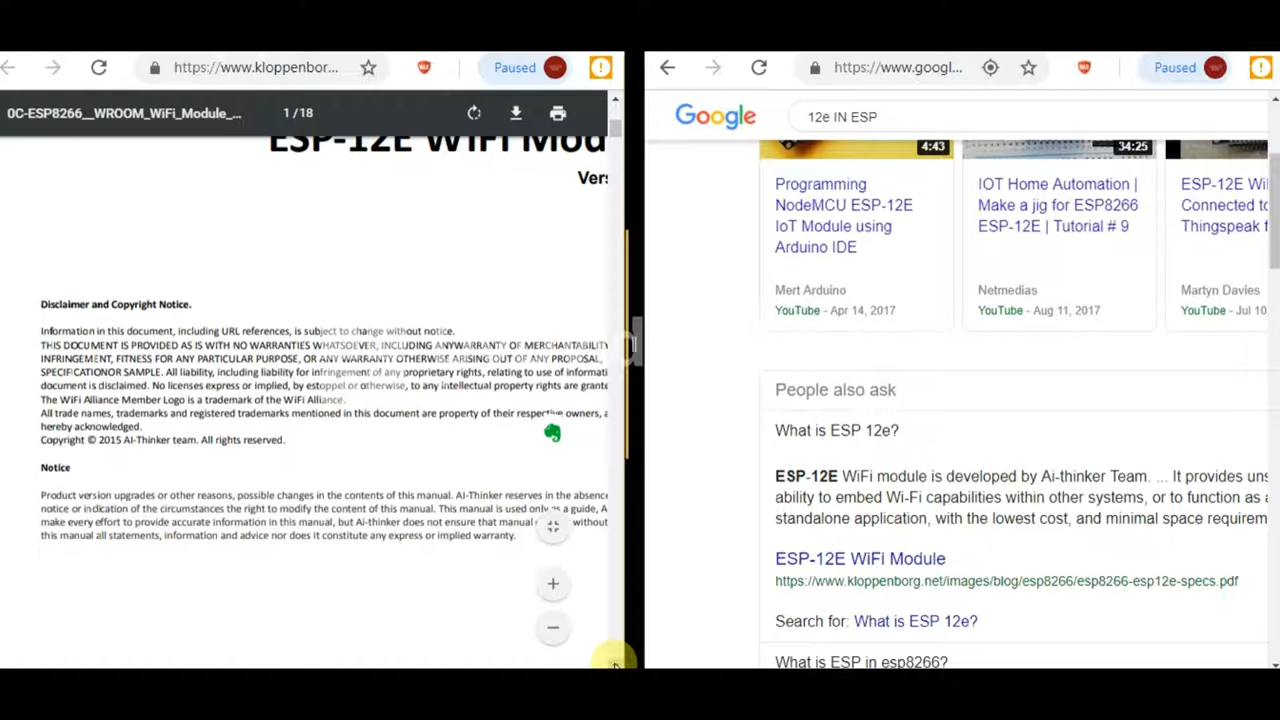 https://www.kloppenbor...
Paused
0C-ESP8266__WROOM_WiFi_Module_...
1 / 18
ESP-12E WiFi Mod
Vers
Disclaimer and Copyright Notice.
Information in this document, including URL references, is subject to change without notice.
THIS DOCUMENT IS PROVIDED AS IS WITH NO WARRANTIES WHATSOEVER, INCLUDING ANYWARRANTY OF MERCHANTABILITY
INFRINGEMENT, FITNESS FOR ANY PARTICULAR PURPOSE, OR ANY WARRANTY OTHERWISE ARISING OUT OF ANY PROPOSAL,
SPECIFICATIONOR SAMPLE. All liability, including liability for infringement of any proprietary rights, relating to use of informati
document is disclaimed. No licenses express or implied, by estoppel or otherwise, to any intellectual property rights are grante
The WiFi Alliance Member Logo is a trademark of the WiFi Alliance.
All trade names, trademarks and registered trademarks mentioned in this document are property of their respective owners, a
hereby acknowledged.
Copyright © 2015 AI-Thinker team. All rights reserved.
Notice
Product version upgrades or other reasons, possible changes in the contents of this manual. AI-Thinker reserves in the absence
notice or indication of the circumstances the right to modify the content of this manual. This manual is used only as a guide, A
make every effort to provide accurate information in this manual, but Ai-thinker does not ensure that manual without
this manual all statements, information and advice nor does it constitute any express or implied warranty.
https://www.googl...
Paused
Google
12e IN ESP
4:43
34:25
Programming
NodeMCU ESP-12E
IoT Module using
Arduino IDE
Mert Arduino
YouTube - Apr 14, 2017
IOT Home Automation |
Make a jig for ESP8266
ESP-12E | Tutorial # 9
Netmedias
YouTube - Aug 11, 2017
ESP-12E Wi
Connected to
Thingspeak f
Martyn Davies
YouTube - Jul 10
People also ask
What is ESP 12e?
ESP-12E WiFi module is developed by Ai-thinker Team. ... It provides uns
ability to embed Wi-Fi capabilities within other systems, or to function as a
standalone application, with the lowest cost, and minimal space requirem
ESP-12E WiFi Module
https://www.kloppenborg.net/images/blog/esp8266/esp8266-esp12e-specs.pdf
Search for: What is ESP 12e?
What is ESP in esp8266?